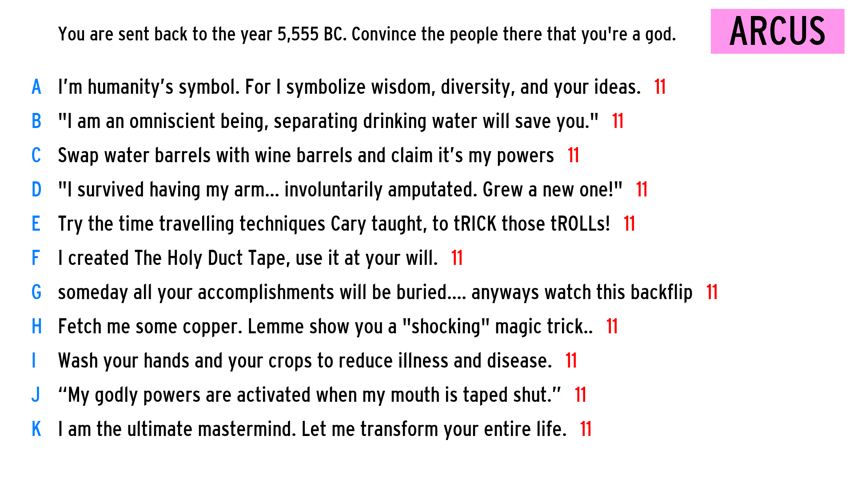 You are sent back to the year 5,555 BC. Convince the people there that you're a god.
ARCUS
A I'm humanity's symbol. For I symbolize wisdom, diversity, and your ideas. 11
B "I am an omniscient being, separating drinking water will save you." 11
C Swap water barrels with wine barrels and claim it's my powers 11
D "I survived having my arm... involuntarily amputated. Grew a new one!" 11
E Try the time travelling techniques Cary taught, to tRICK those tROLLs! 11
F I created The Holy Duct Tape, use it at your will. 11
G someday all your accomplishments will be buried.... anyways watch this backflip 11
H Fetch me some copper. Lemme show you a "shocking" magic trick.. 11
I Wash your hands and your crops to reduce illness and disease. 11
J “My godly powers are activated when my mouth is taped shut.” 11
K I am the ultimate mastermind. Let me transform your entire life. 11